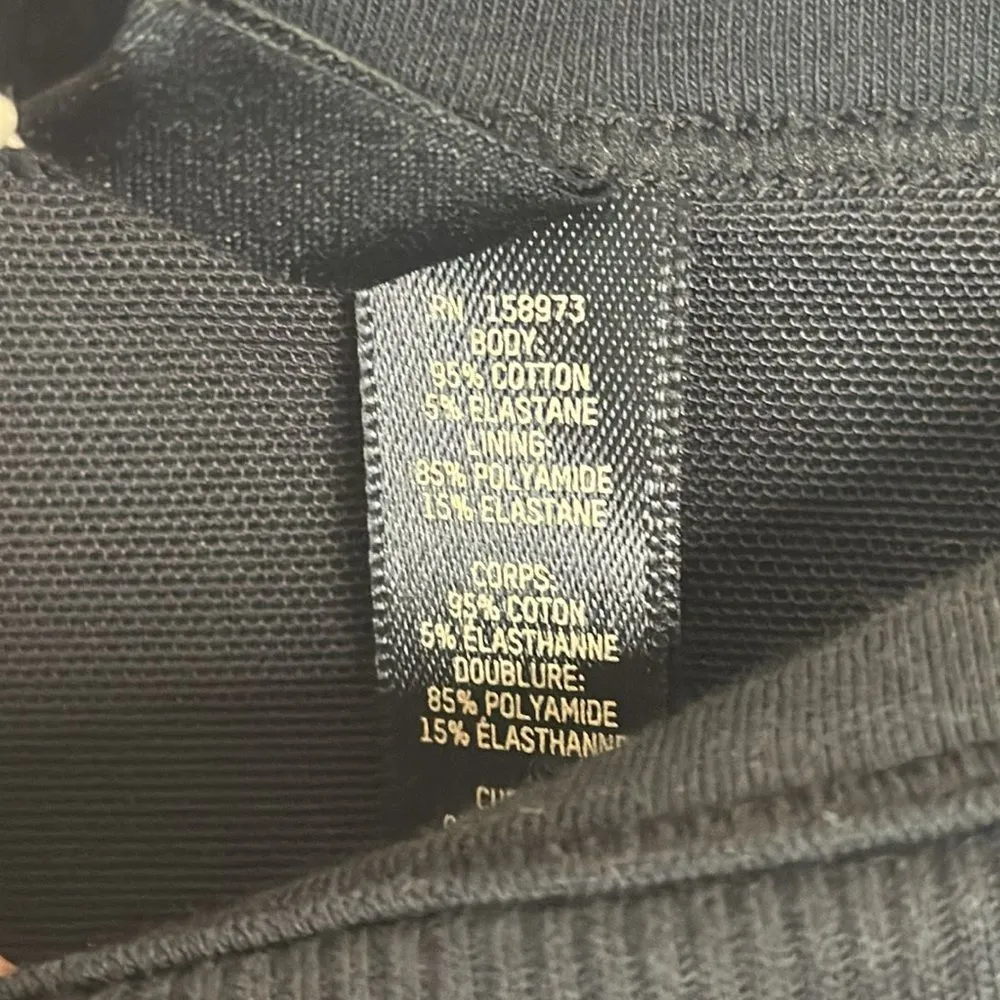 RN 158973
BODY:
95% COTTON
5% ELASTANE
LINING:
85% POLYAMIDE
15% ELASTANE
CORPS:
95% COTON
5% ÉLASTHANNE
DOUBLURE:
85% POLYAMIDE
15% ÉLASTHANNE